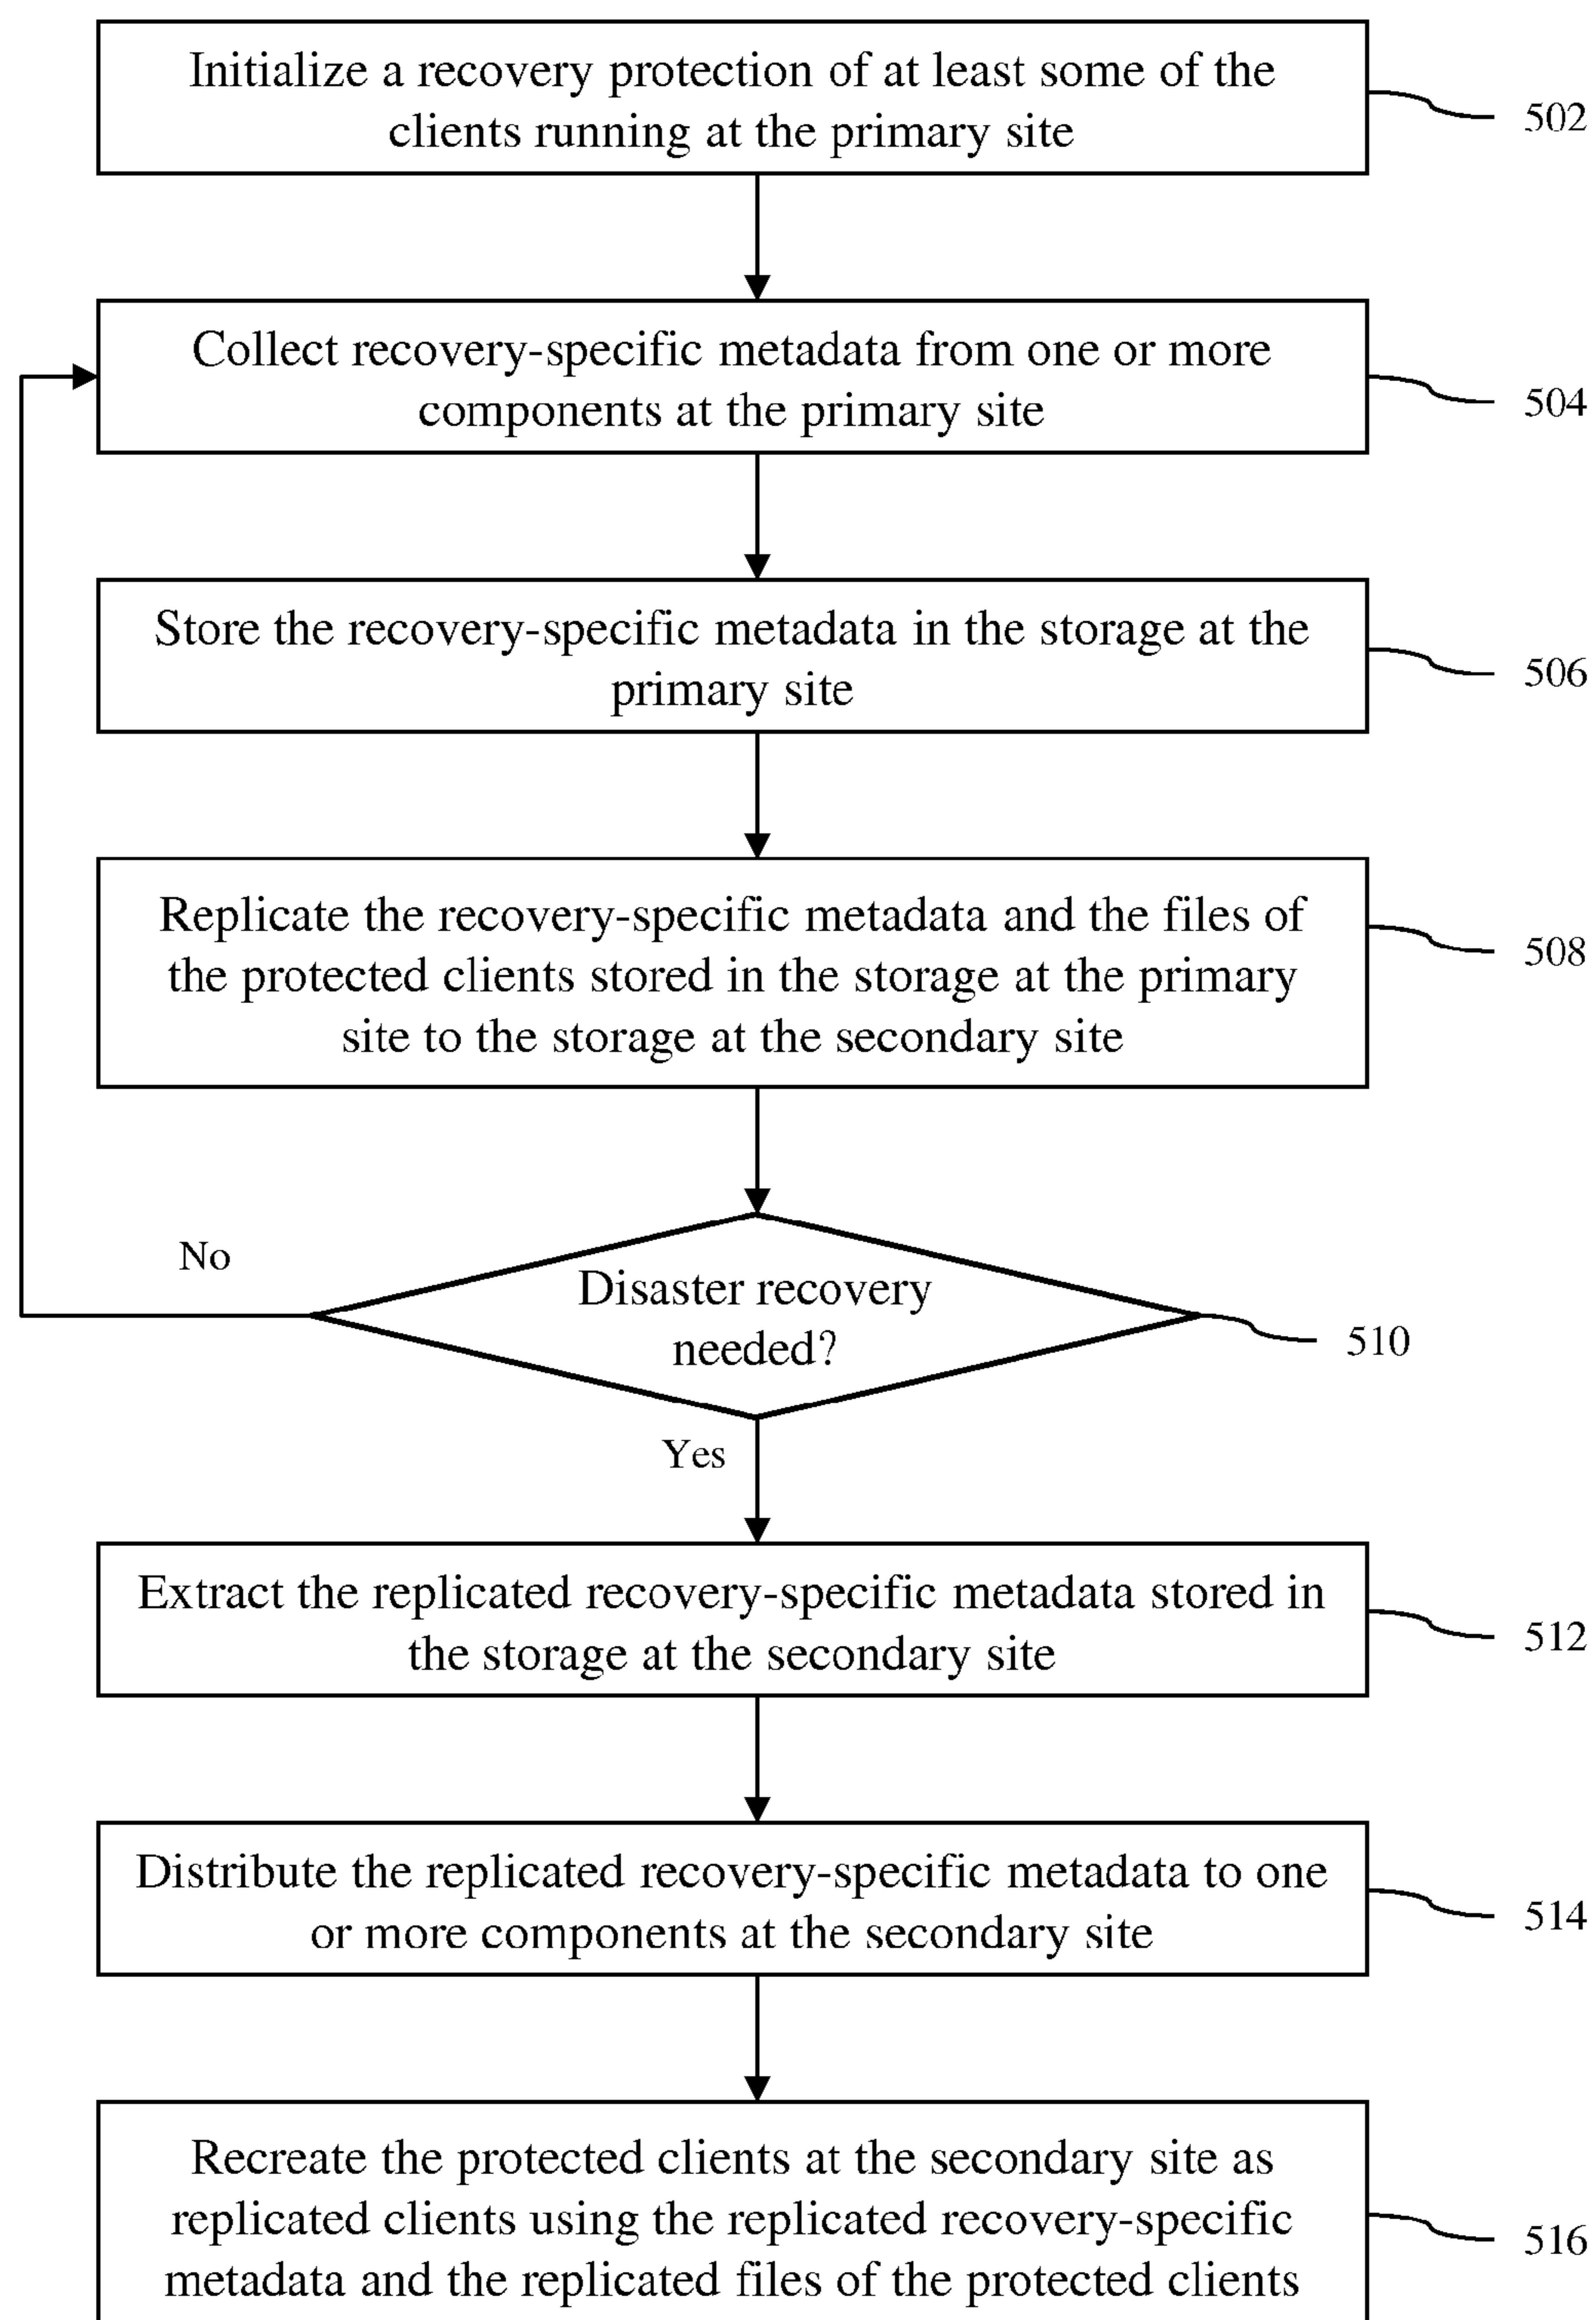 Initialize a recovery protection of at least some of the
clients running at the primary site
502
Collect recovery-specific metadata from one or more
components at the primary site
504
Store the recovery-specific metadata in the storage at the
primary site
506
Replicate the recovery-specific metadata and the files of
the protected clients stored in the storage at the primary
site to the storage at the secondary site
508
No
Disaster recovery
needed?
510
Yes
Extract the replicated recovery-specific metadata stored in
the storage at the secondary site
512
Distribute the replicated recovery-specific metadata to one
or more components at the secondary site
514
Recreate the protected clients at the secondary site as
replicated clients using the replicated recovery-specific
metadata and the replicated files of the protected clients
516